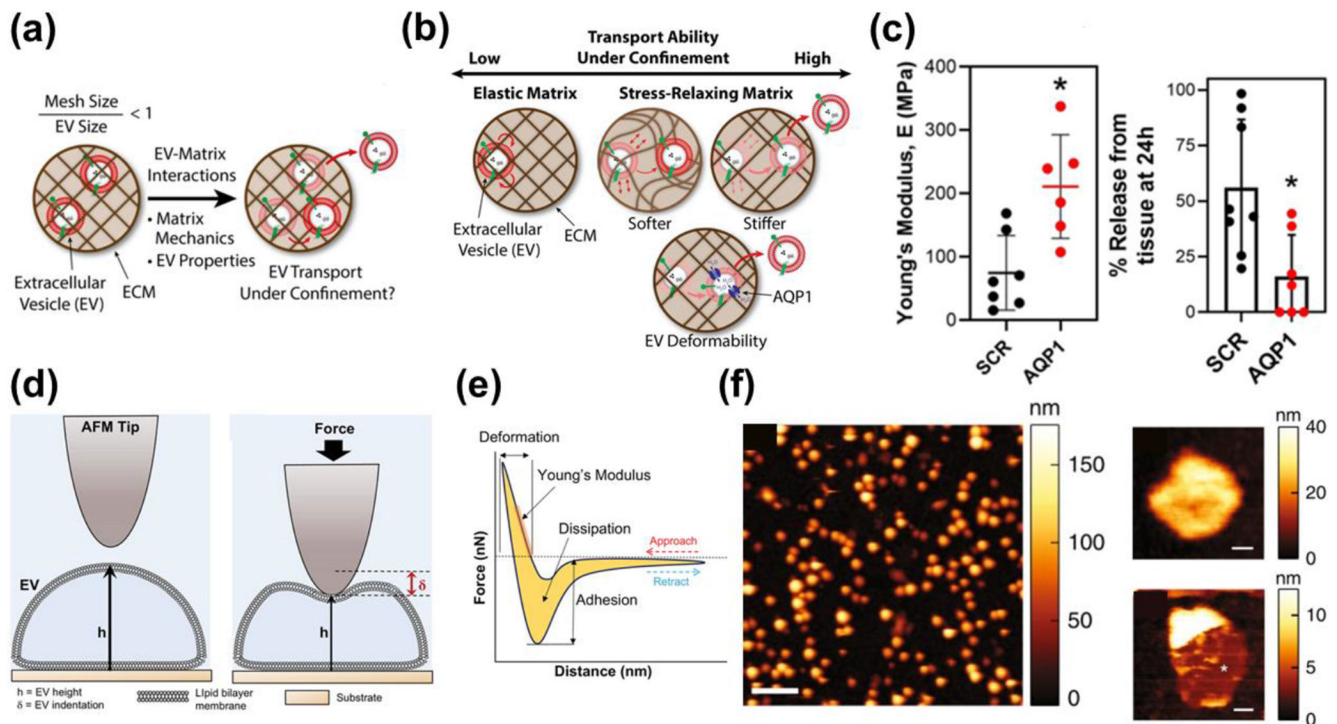 (a)
Mesh Size
EV Size
< 1
EV-Matrix
Interactions
• Matrix
Mechanics
• EV Properties
Extracellular
Vesicle (EV)
ECM
EV Transport
Under Confinement?
(b)
Transport Ability
Under Confinement
Low
High
Elastic Matrix
Stress-Relaxing Matrix
Extracellular
Vesicle (EV)
ECM
Softer
Stiffer
H₂O
H₂O
AQP1
EV Deformability
(c)
Young's Modulus, E (MPa)
400
300
200
100
0
*
SCR
AQP1
% Release from
tissue at 24h
100
75
50
25
0
*
SCR
AQP1
(d)
AFM Tip
Force
EV
h
h
δ
h = EV height
δ = EV indentation
LIpid bilayer
membrane
Substrate
(e)
Deformation
Young's Modulus
Dissipation
Approach
Retract
Adhesion
Force (nN)
Distance (nm)
(f)
nm
150
100
50
0
nm
40
20
0
nm
10
5
0
*